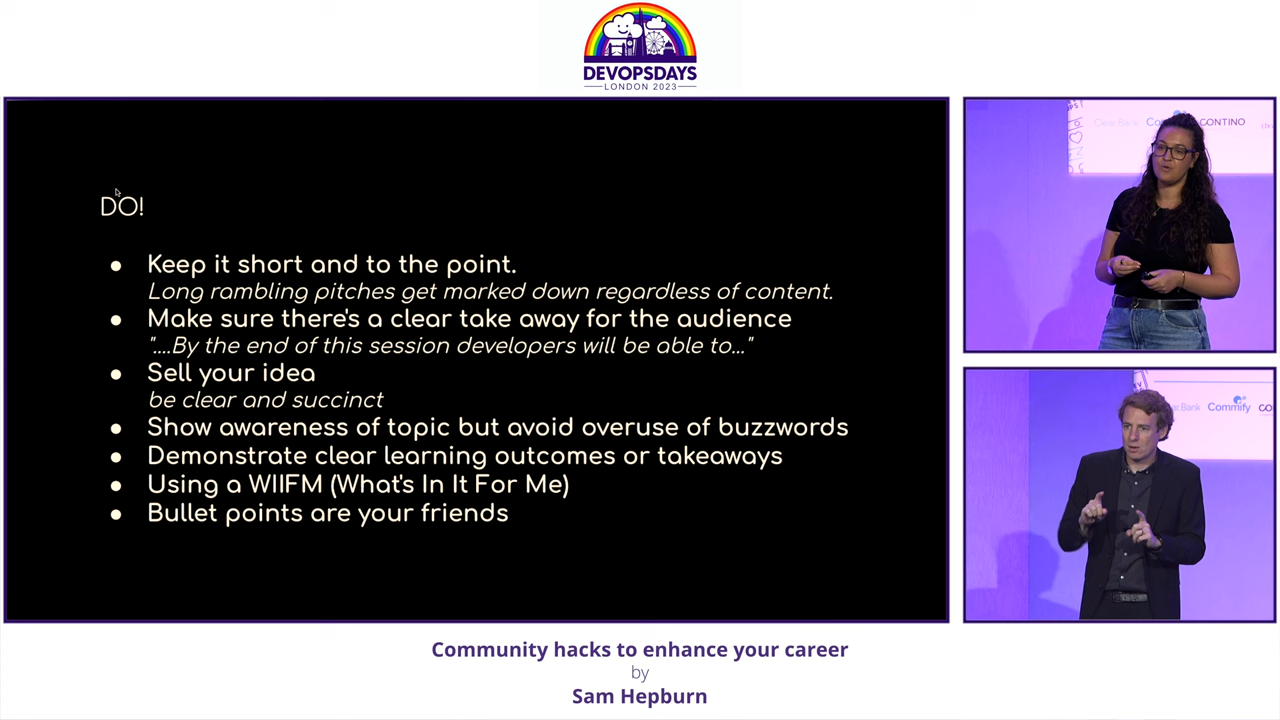 DEVOPSDAYS
LONDON 2023
DO!
● Keep it short and to the point.
Long rambling pitches get marked down regardless of content.
● Make sure there's a clear take away for the audience
"....By the end of this session developers will be able to..."
● Sell your idea
be clear and succinct
● Show awareness of topic but avoid overuse of buzzwords
● Demonstrate clear learning outcomes or takeaways
● Using a WIIFM (What's In It For Me)
● Bullet points are your friends
ClearBank
CONTINO
Commify
Community hacks to enhance your career
by
Sam Hepburn